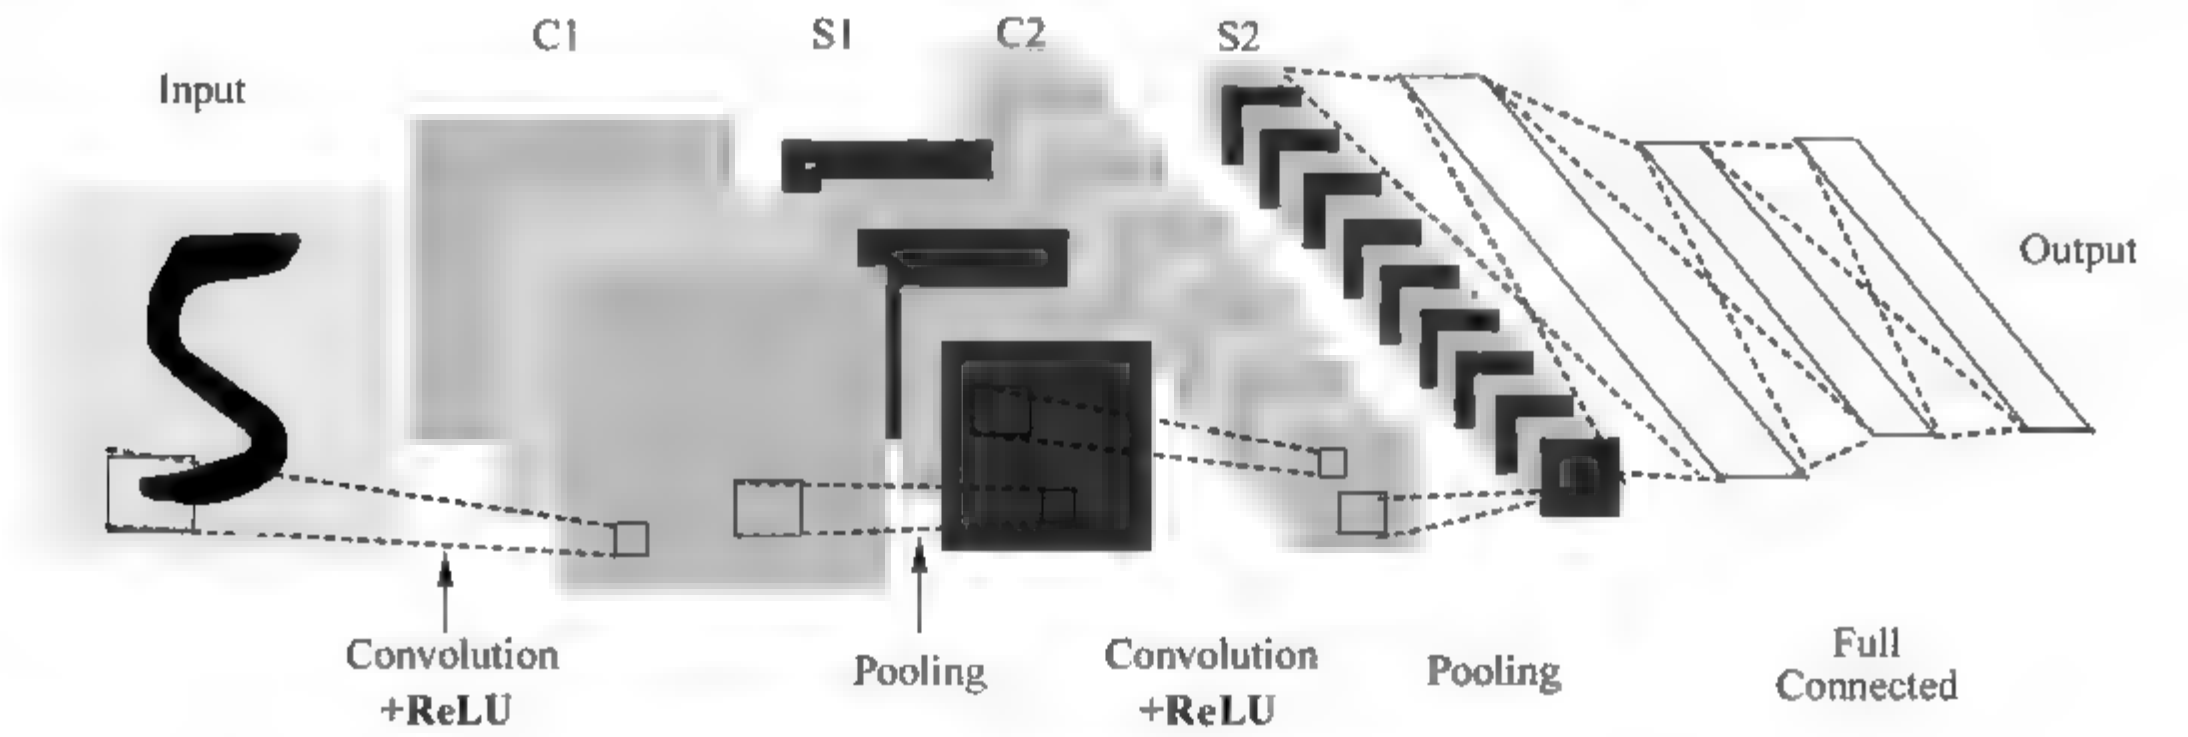 C1
S1
C2
S2
Input
Output
Convolution
+ReLU
Pooling
Convolution
+ReLU
Pooling
Full
Connected